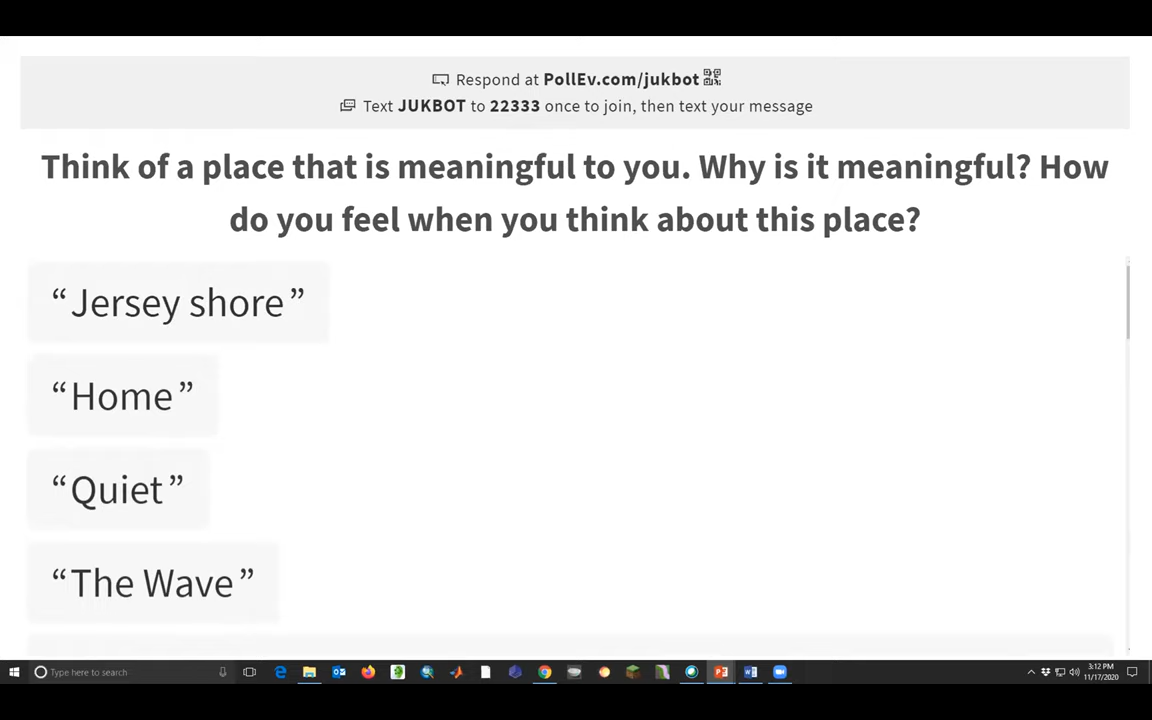 Respond at PollEv.com/jukbot
Text JUKBOT to 22333 once to join, then text your message
Think of a place that is meaningful to you. Why is it meaningful? How
do you feel when you think about this place?
“Jersey shore”
“Home”
“Quiet”
“The Wave”
Type here to search
3:12 PM
11/17/2020